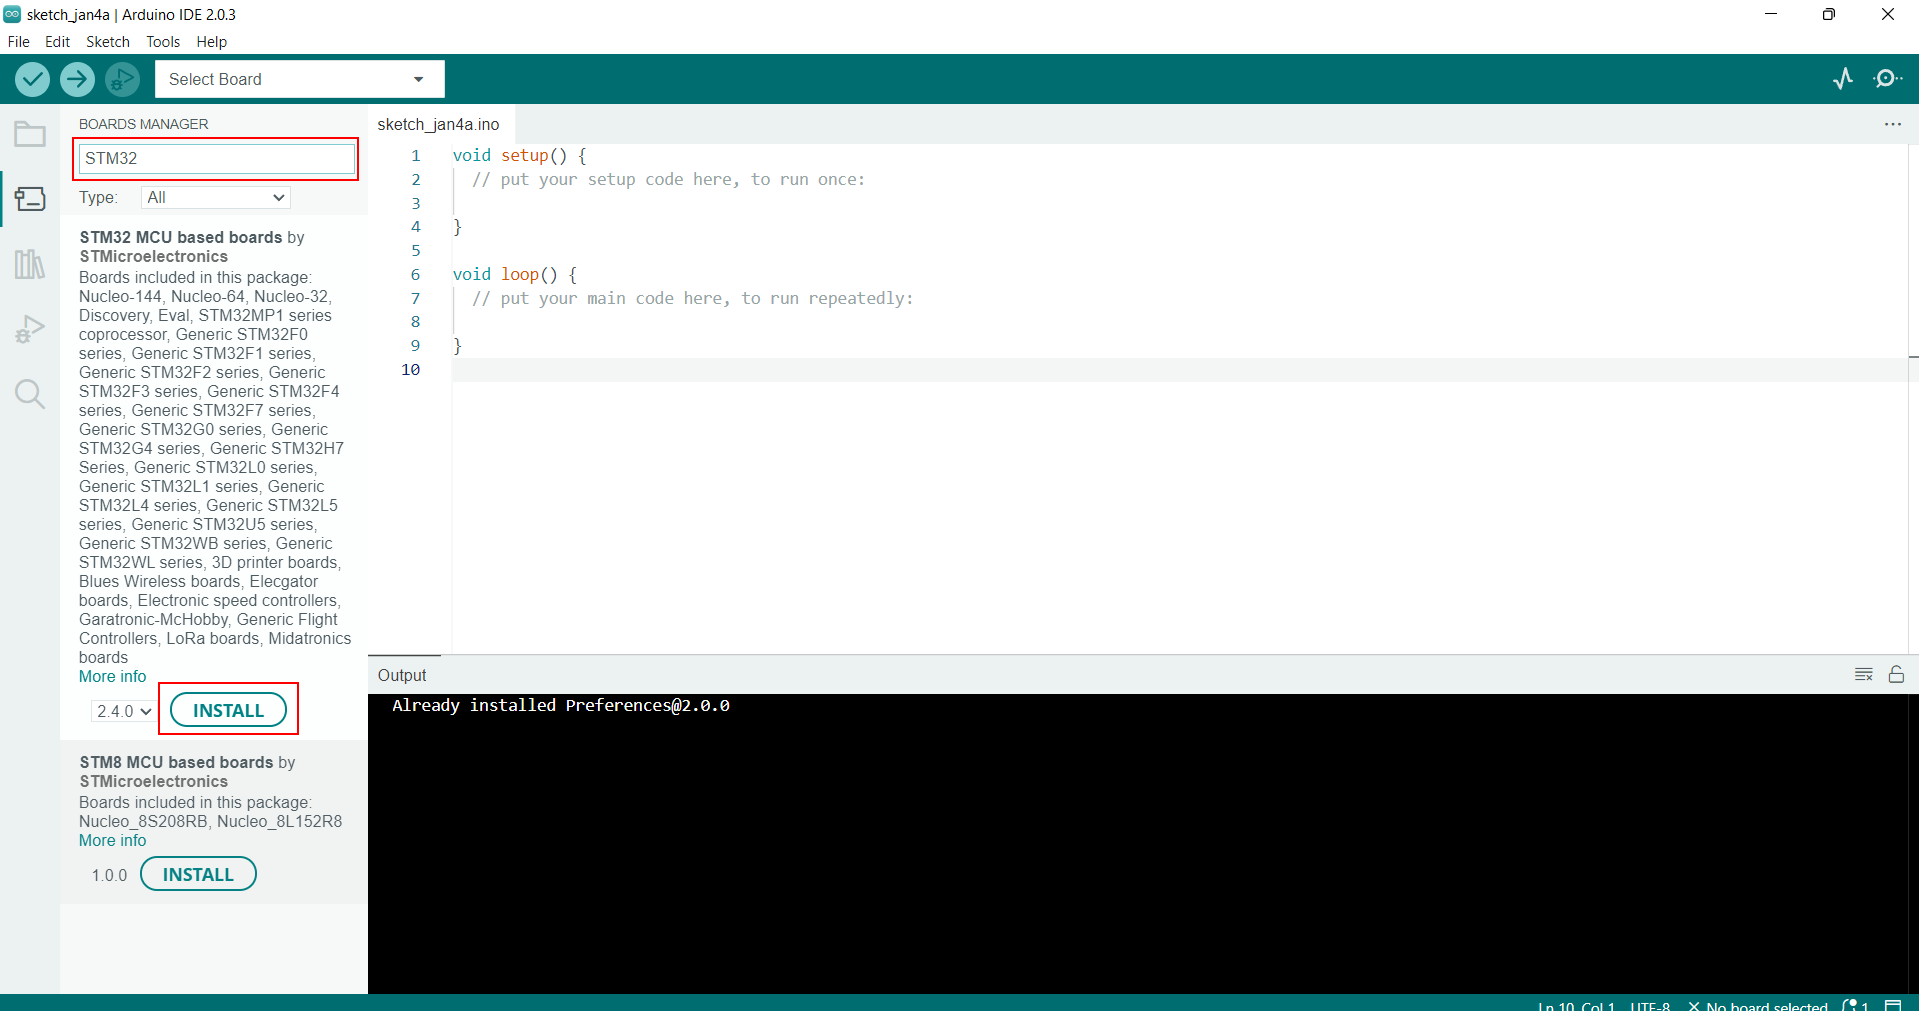 sketch_jan4a | Arduino IDE 2.0.3
File Edit Sketch Tools Help
Select Board
BOARDS MANAGER
STM32
Type: All
STM32 MCU based boards by
STMicroelectronics
Boards included in this package:
Nucleo-144, Nucleo-64, Nucleo-32,
Discovery, Eval, STM32MP1 series
coprocessor, Generic STM32F0
series, Generic STM32F1 series,
Generic STM32F2 series, Generic
STM32F3 series, Generic STM32F4
series, Generic STM32F7 series,
Generic STM32G0 series, Generic
STM32G4 series, Generic STM32H7
Series, Generic STM32L0 series,
Generic STM32L1 series, Generic
STM32L4 series, Generic STM32L5
series, Generic STM32U5 series,
Generic STM32WB series, Generic
STM32WL series, 3D printer boards,
Blues Wireless boards, Elecgator
boards, Electronic speed controllers,
Garatronic-McHobby, Generic Flight
Controllers, LoRa boards, Midatronics
boards
More info
2.4.0 INSTALL
STM8 MCU based boards by
STMicroelectronics
Boards included in this package:
Nucleo_8S208RB, Nucleo_8L152R8
More info
1.0.0 INSTALL
sketch_jan4a.ino
1 void setup() {
2 // put your setup code here, to run once:
3
4 }
5
6 void loop() {
7 // put your main code here, to run repeatedly:
8
9 }
10
Output
Already installed Preferences@2.0.0
Ln 10, Col 1 UTF-8 No board selected 1